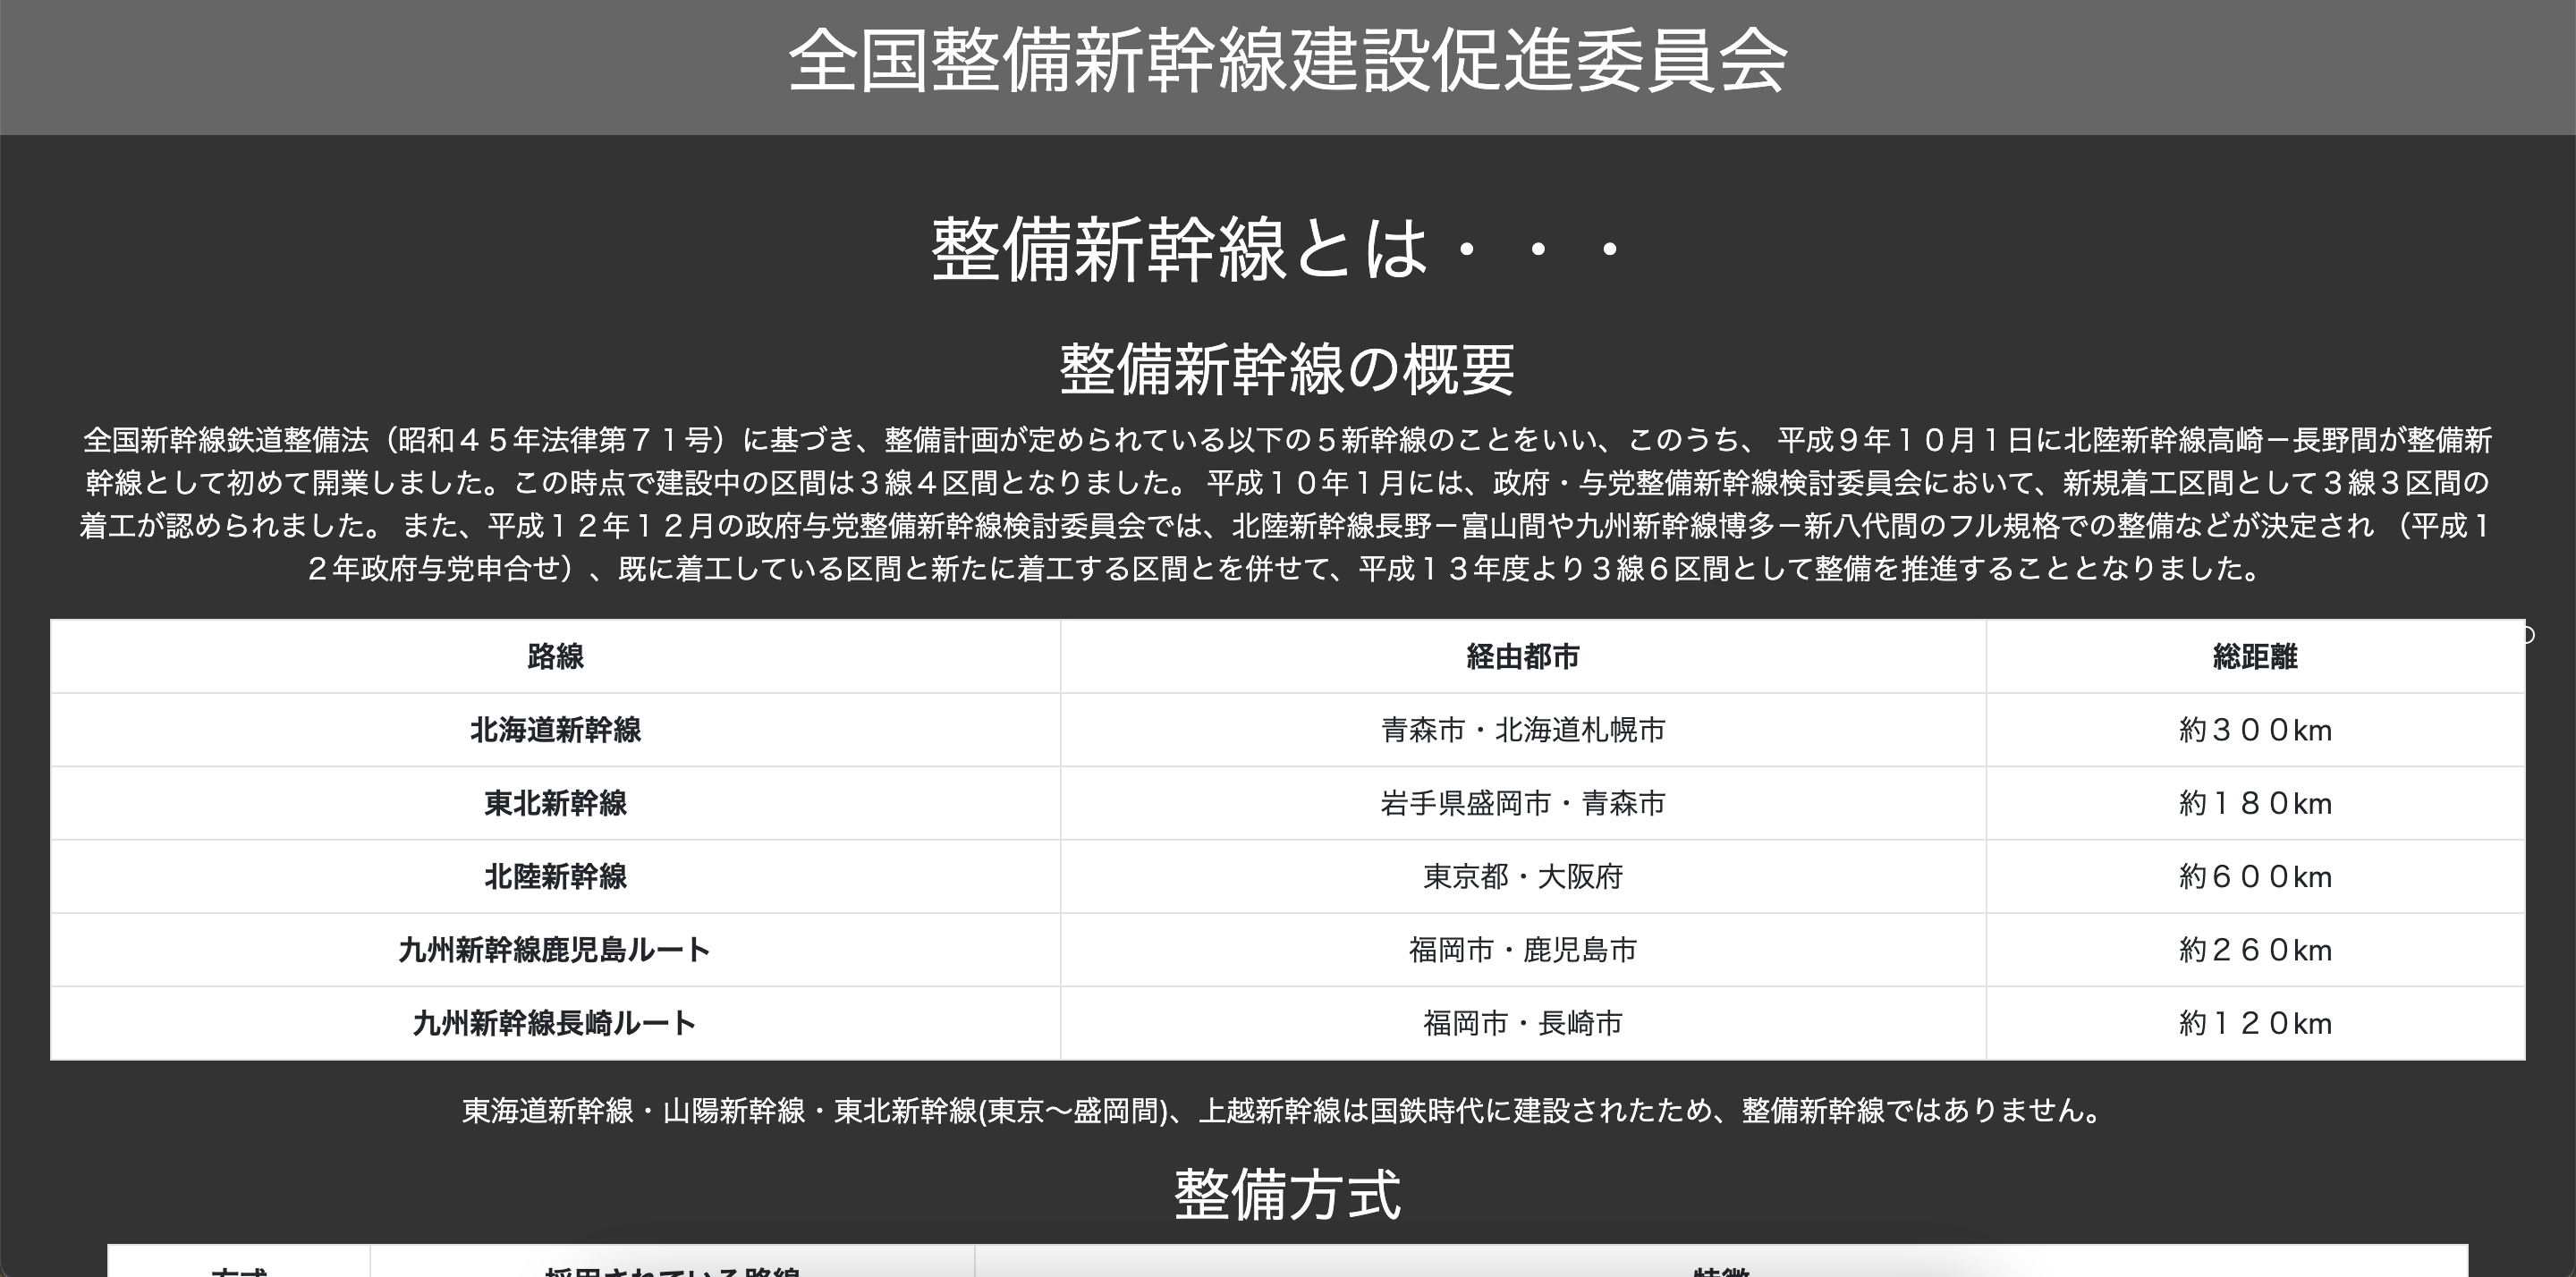 全国整備新幹線建設促進委員会
整備新幹線とは・・・
整備新幹線の概要
全国新幹線鉄道整備法（昭和４５年法律第７１号）に基づき、整備計画が定められている以下の５新幹線のことをいい、このうち、 平成９年１０月１日に北陸新幹線高崎－長野間が整備新
幹線として初めて開業しました。この時点で建設中の区間は３線４区間となりました。 平成１０年１月には、政府・与党整備新幹線検討委員会において、新規着工区間として３線３区間の
着工が認められました。 また、平成１２年１２月の政府与党整備新幹線検討委員会では、北陸新幹線長野－富山間や九州新幹線博多－新八代間のフル規格での整備などが決定され （平成１
２年政府与党申合せ）、既に着工している区間と新たに着工する区間とを併せて、平成１３年度より３線６区間として整備を推進することとなりました。
路線 経由都市 総距離
北海道新幹線 青森市・北海道札幌市 約３００km
東北新幹線 岩手県盛岡市・青森市 約１８０km
北陸新幹線 東京都・大阪府 約６００km
九州新幹線鹿児島ルート 福岡市・鹿児島市 約２６０km
九州新幹線長崎ルート 福岡市・長崎市 約１２０km
東海道新幹線・山陽新幹線・東北新幹線(東京〜盛岡間)、上越新幹線は国鉄時代に建設されたため、整備新幹線ではありません。
整備方式
方式 採用されている路線 特徴